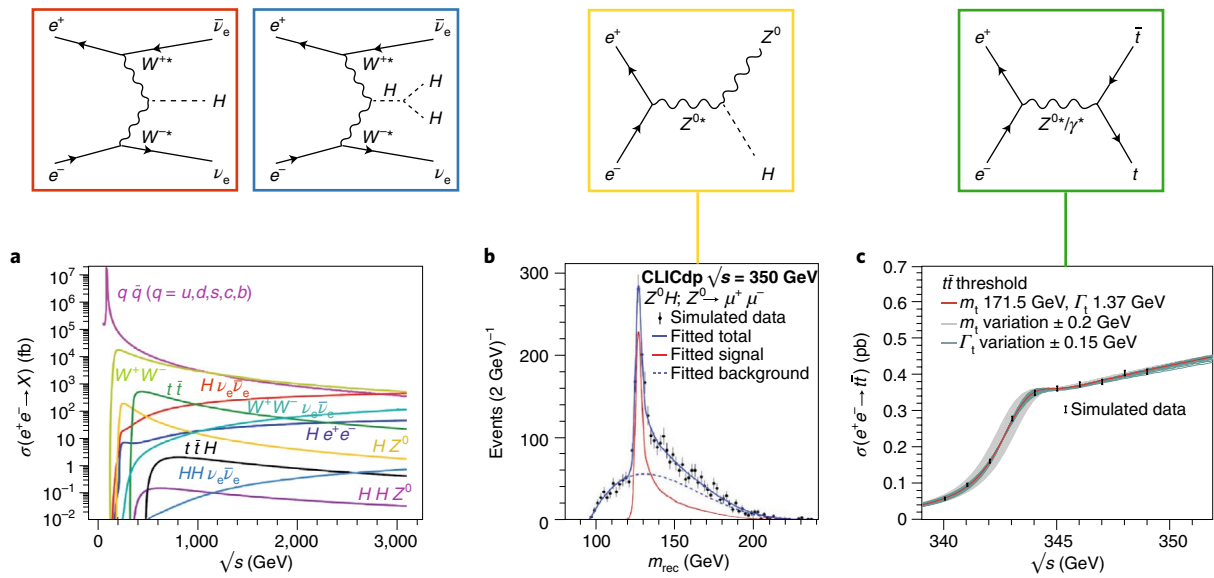 e⁺ ν̄ₑ
W⁺*
H
W⁻*
e⁻ νₑ
e⁺ ν̄ₑ
W⁺*
H H
H
W⁻*
e⁻ νₑ
e⁺ Z⁰
Z⁰*
e⁻ H
e⁺ t̄
Z⁰*/γ*
e⁻ t
a
σ(e⁺e⁻ → X) (fb)
10⁷
10⁶
10⁵
10⁴
10³
10²
10
1
10⁻¹
10⁻²
q q̄ (q = u,d,s,c,b)
W⁺W⁻
t t̄
H νₑν̄ₑ
W⁺W⁻ νₑν̄ₑ
H e⁺e⁻
H Z⁰
t t̄ H
HH νₑν̄ₑ
H H Z⁰
0 1,000 2,000 3,000
√s (GeV)
b
Events (2 GeV)⁻¹
300
200
100
0
CLICdp √s = 350 GeV
Z⁰H; Z⁰→ μ⁺ μ⁻
Simulated data
Fitted total
Fitted signal
Fitted background
100 150 200
m_rec (GeV)
c
σ(e⁺e⁻ → tt̄) (pb)
0.7
0.6
0.5
0.4
0.3
0.2
0.1
0
tt̄ threshold
m_t 171.5 GeV, Γ_t 1.37 GeV
m_t variation ± 0.2 GeV
Γ_t variation ± 0.15 GeV
Simulated data
340 345 350
√s (GeV)